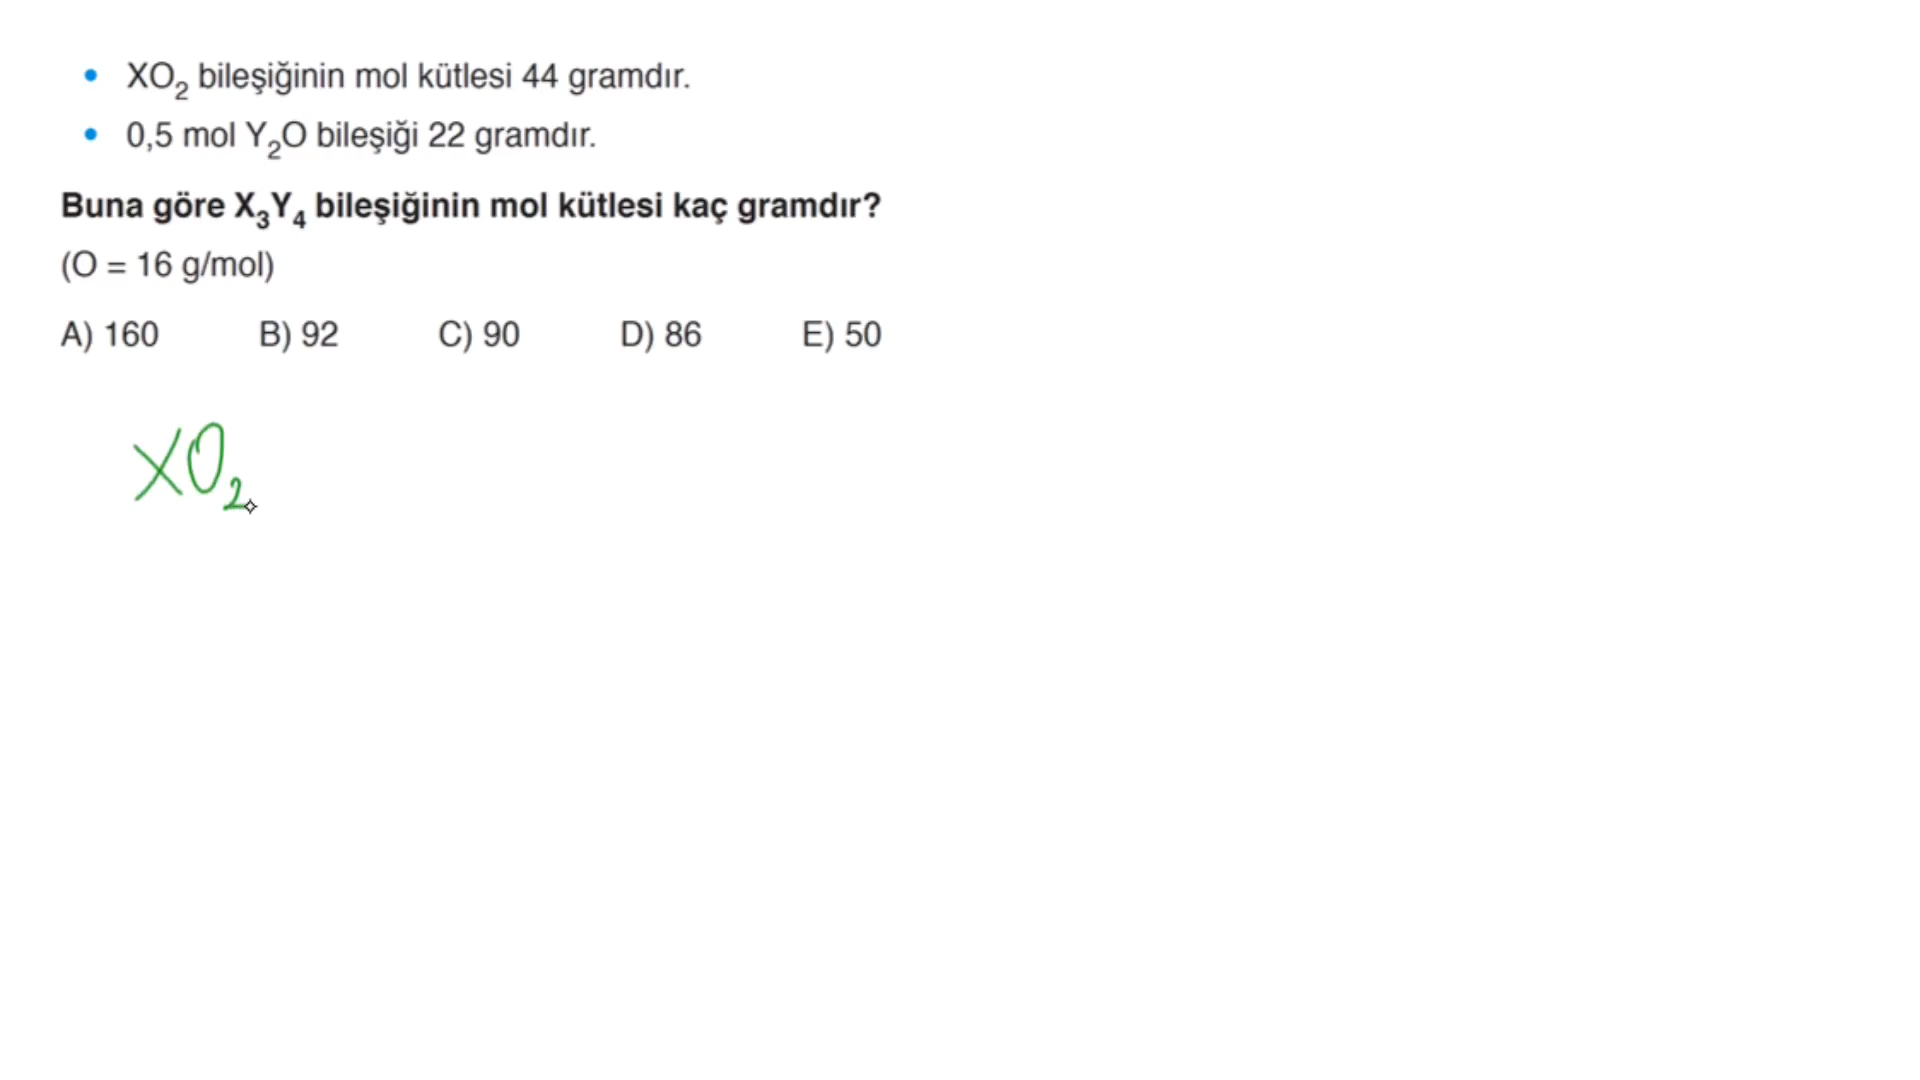 • XO₂ bileşiğinin mol kütlesi 44 gramdır.
• 0,5 mol Y₂O bileşiği 22 gramdır.
Buna göre X₃Y₄ bileşiğinin mol kütlesi kaç gramdır?
(O = 16 g/mol)
A) 160 B) 92 C) 90 D) 86 E) 50
XO₂